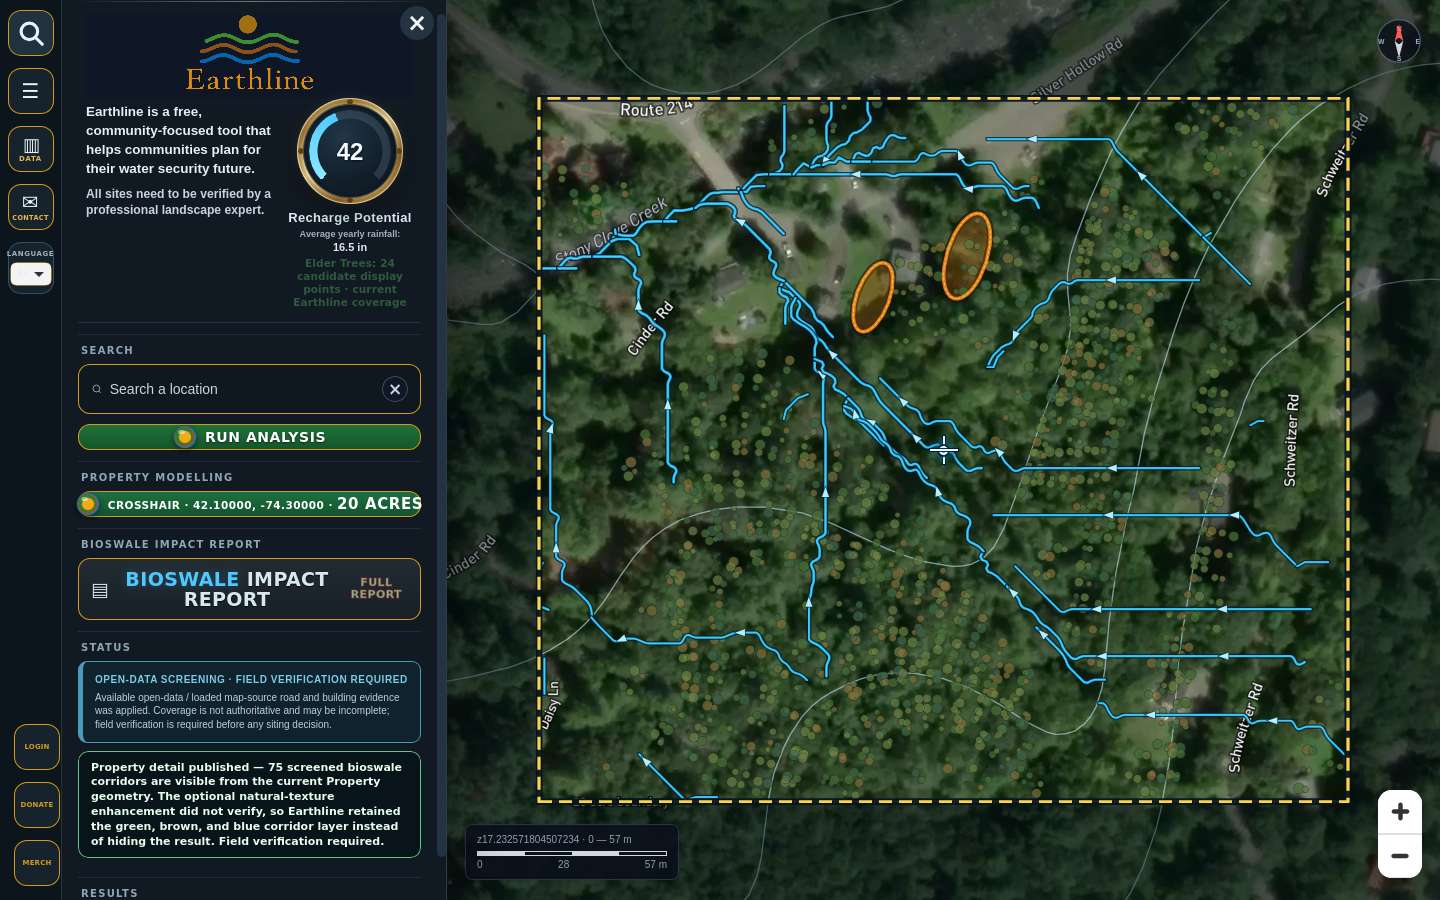 Earthline
Earthline is a free,
community-focused tool that
helps communities plan for
their water security future.
All sites need to be verified by a
professional landscape expert.
42
Recharge Potential
Average yearly rainfall:
16.5 in
Elder Trees: 24
candidate display
points · current
Earthline coverage
DATA
CONTACT
LANGUAGE
LOGIN
DONATE
MERCH
SEARCH
Search a location
RUN ANALYSIS
PROPERTY MODELLING
CROSSHAIR · 42.10000, -74.30000 · 20 ACRES
BIOSWALE IMPACT REPORT
BIOSWALE IMPACT
REPORT
FULL
REPORT
STATUS
OPEN-DATA SCREENING · FIELD VERIFICATION REQUIRED
Available open-data / loaded map-source road and building evidence
was applied. Coverage is not authoritative and may be incomplete;
field verification is required before any siting decision.
Property detail published — 75 screened bioswale
corridors are visible from the current Property
geometry. The optional natural-texture
enhancement did not verify, so Earthline retained
the green, brown, and blue corridor layer instead
of hiding the result. Field verification required.
RESULTS
Route 214
Silver Hollow Rd
Schweitzer Rd
Stony Clove Creek
Cinder Rd
Schweitzer Rd
Cinder Rd
Daisy Ln
Schweitzer Rd
N
W
E
S
z17.232571804507234 · 0 — 57 m
0
28
57 m